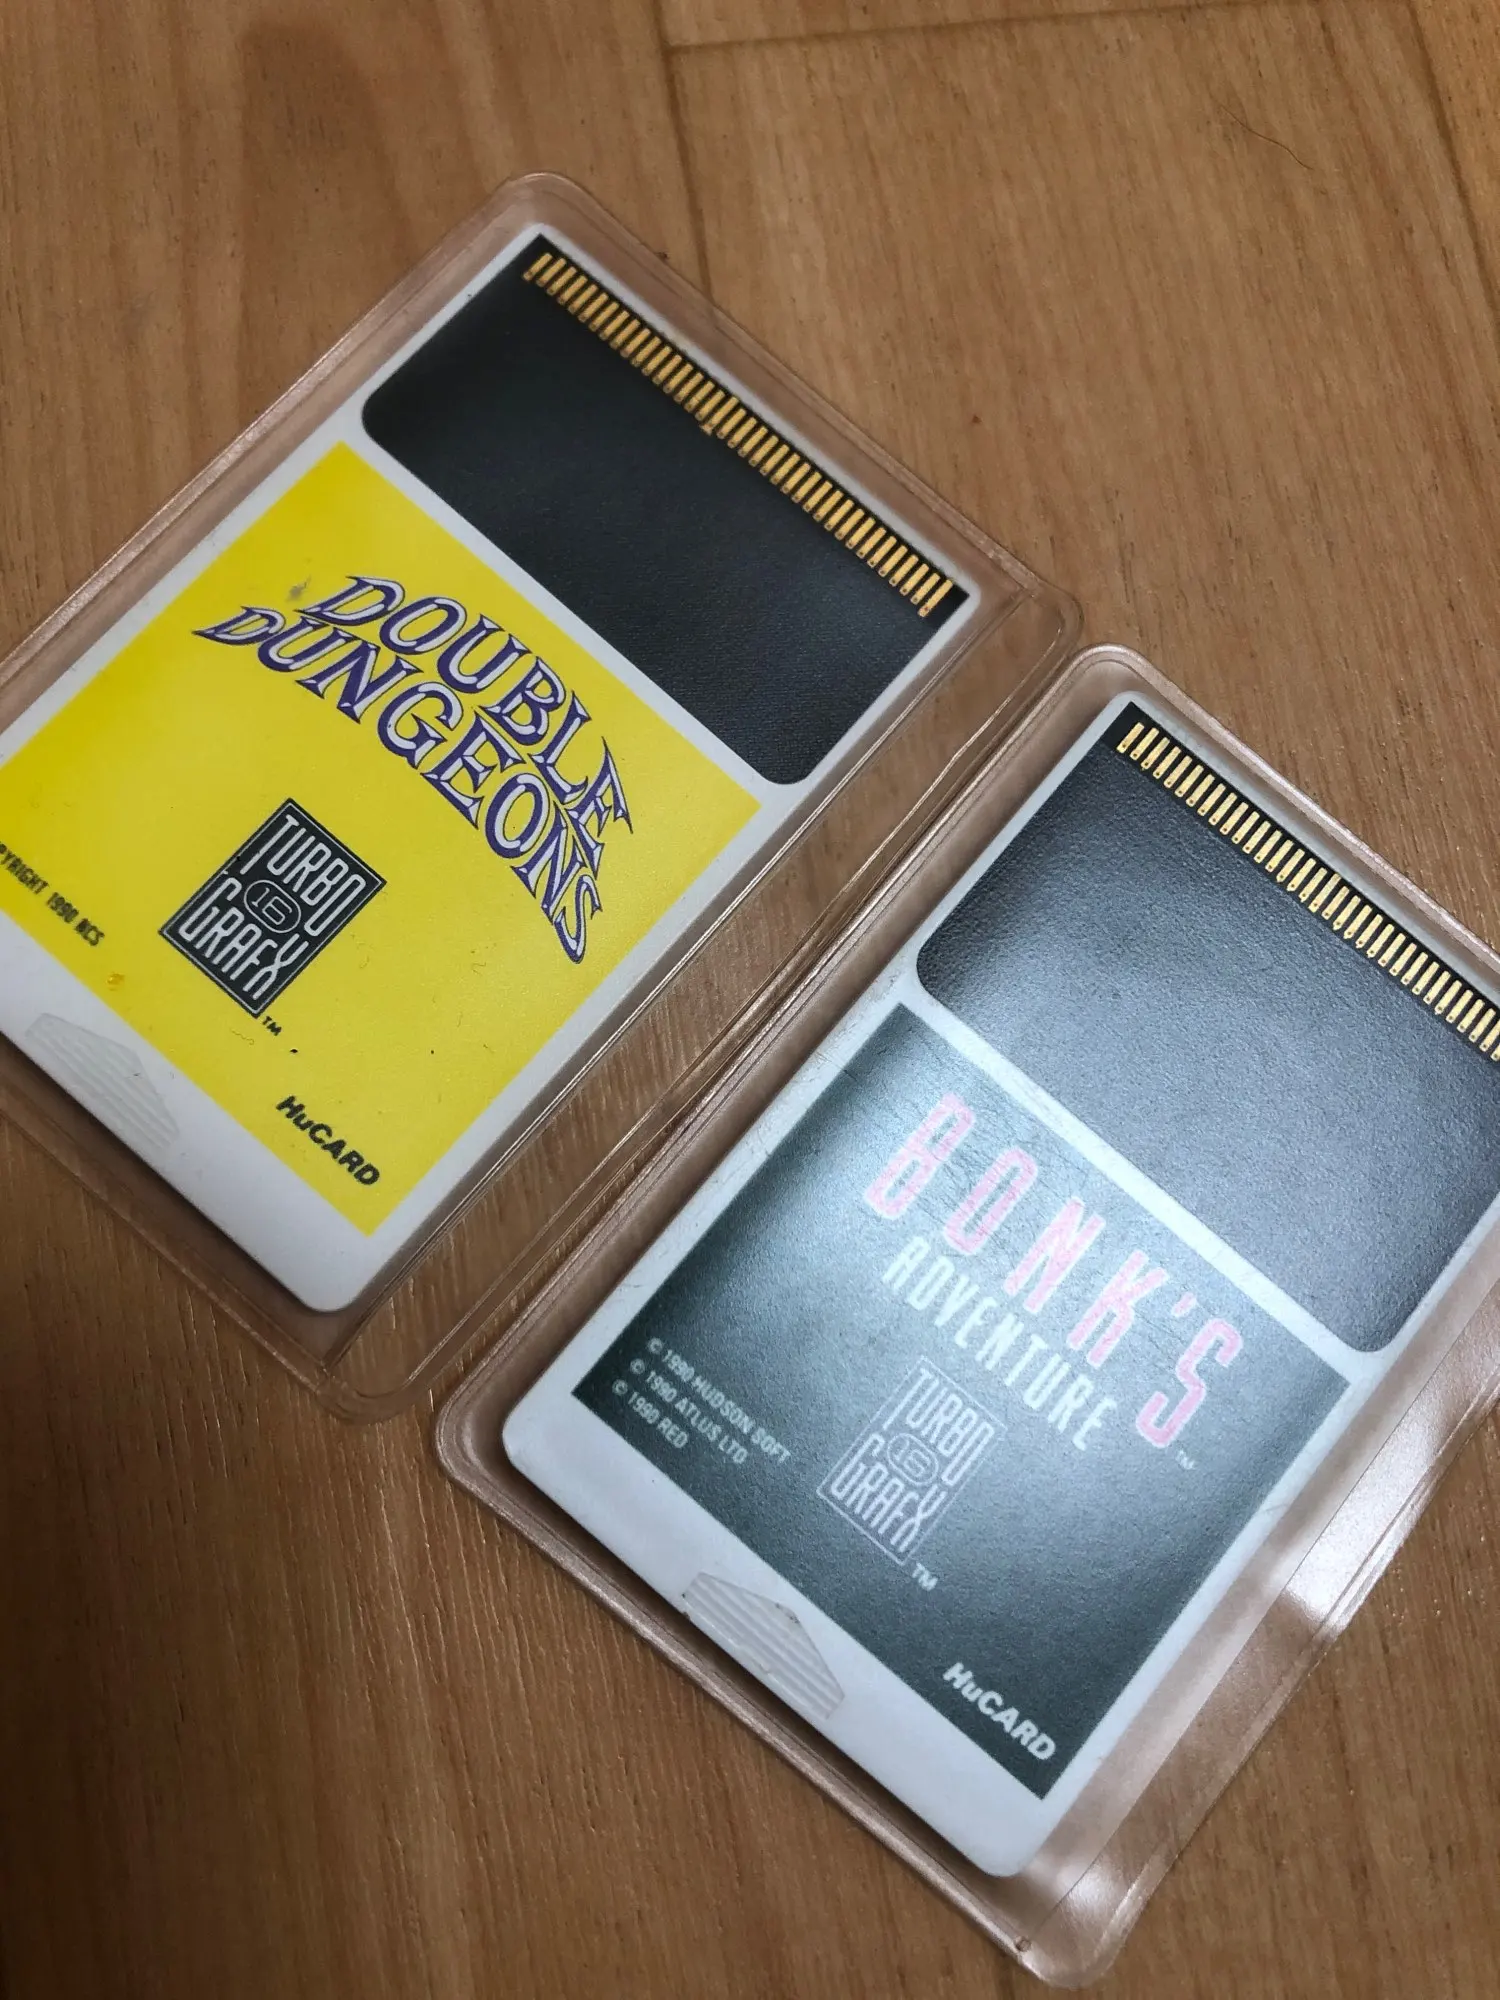 DOUBLE
DUNGEONS
TURBO
16
GRAFX
TM
1990 NCS
HuCARD
BONK'S
ADVENTURE
TM
© 1990 HUDSON SOFT
© 1990 ATLUS LTD
© 1990 RED
TURBO
16
GRAFX
TM
HuCARD